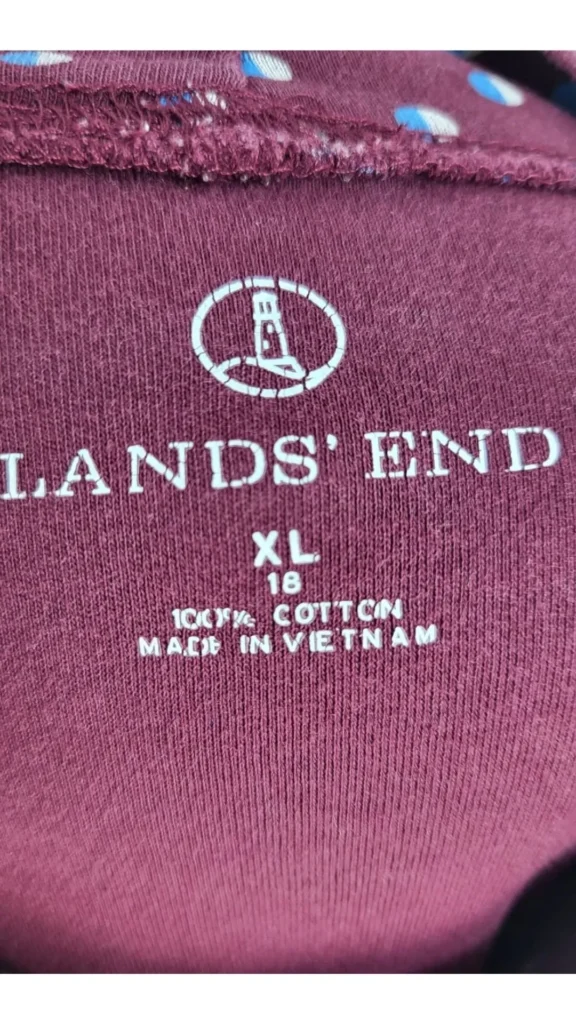 LANDS' END
XL
18
100% COTTON
MADE IN VIETNAM